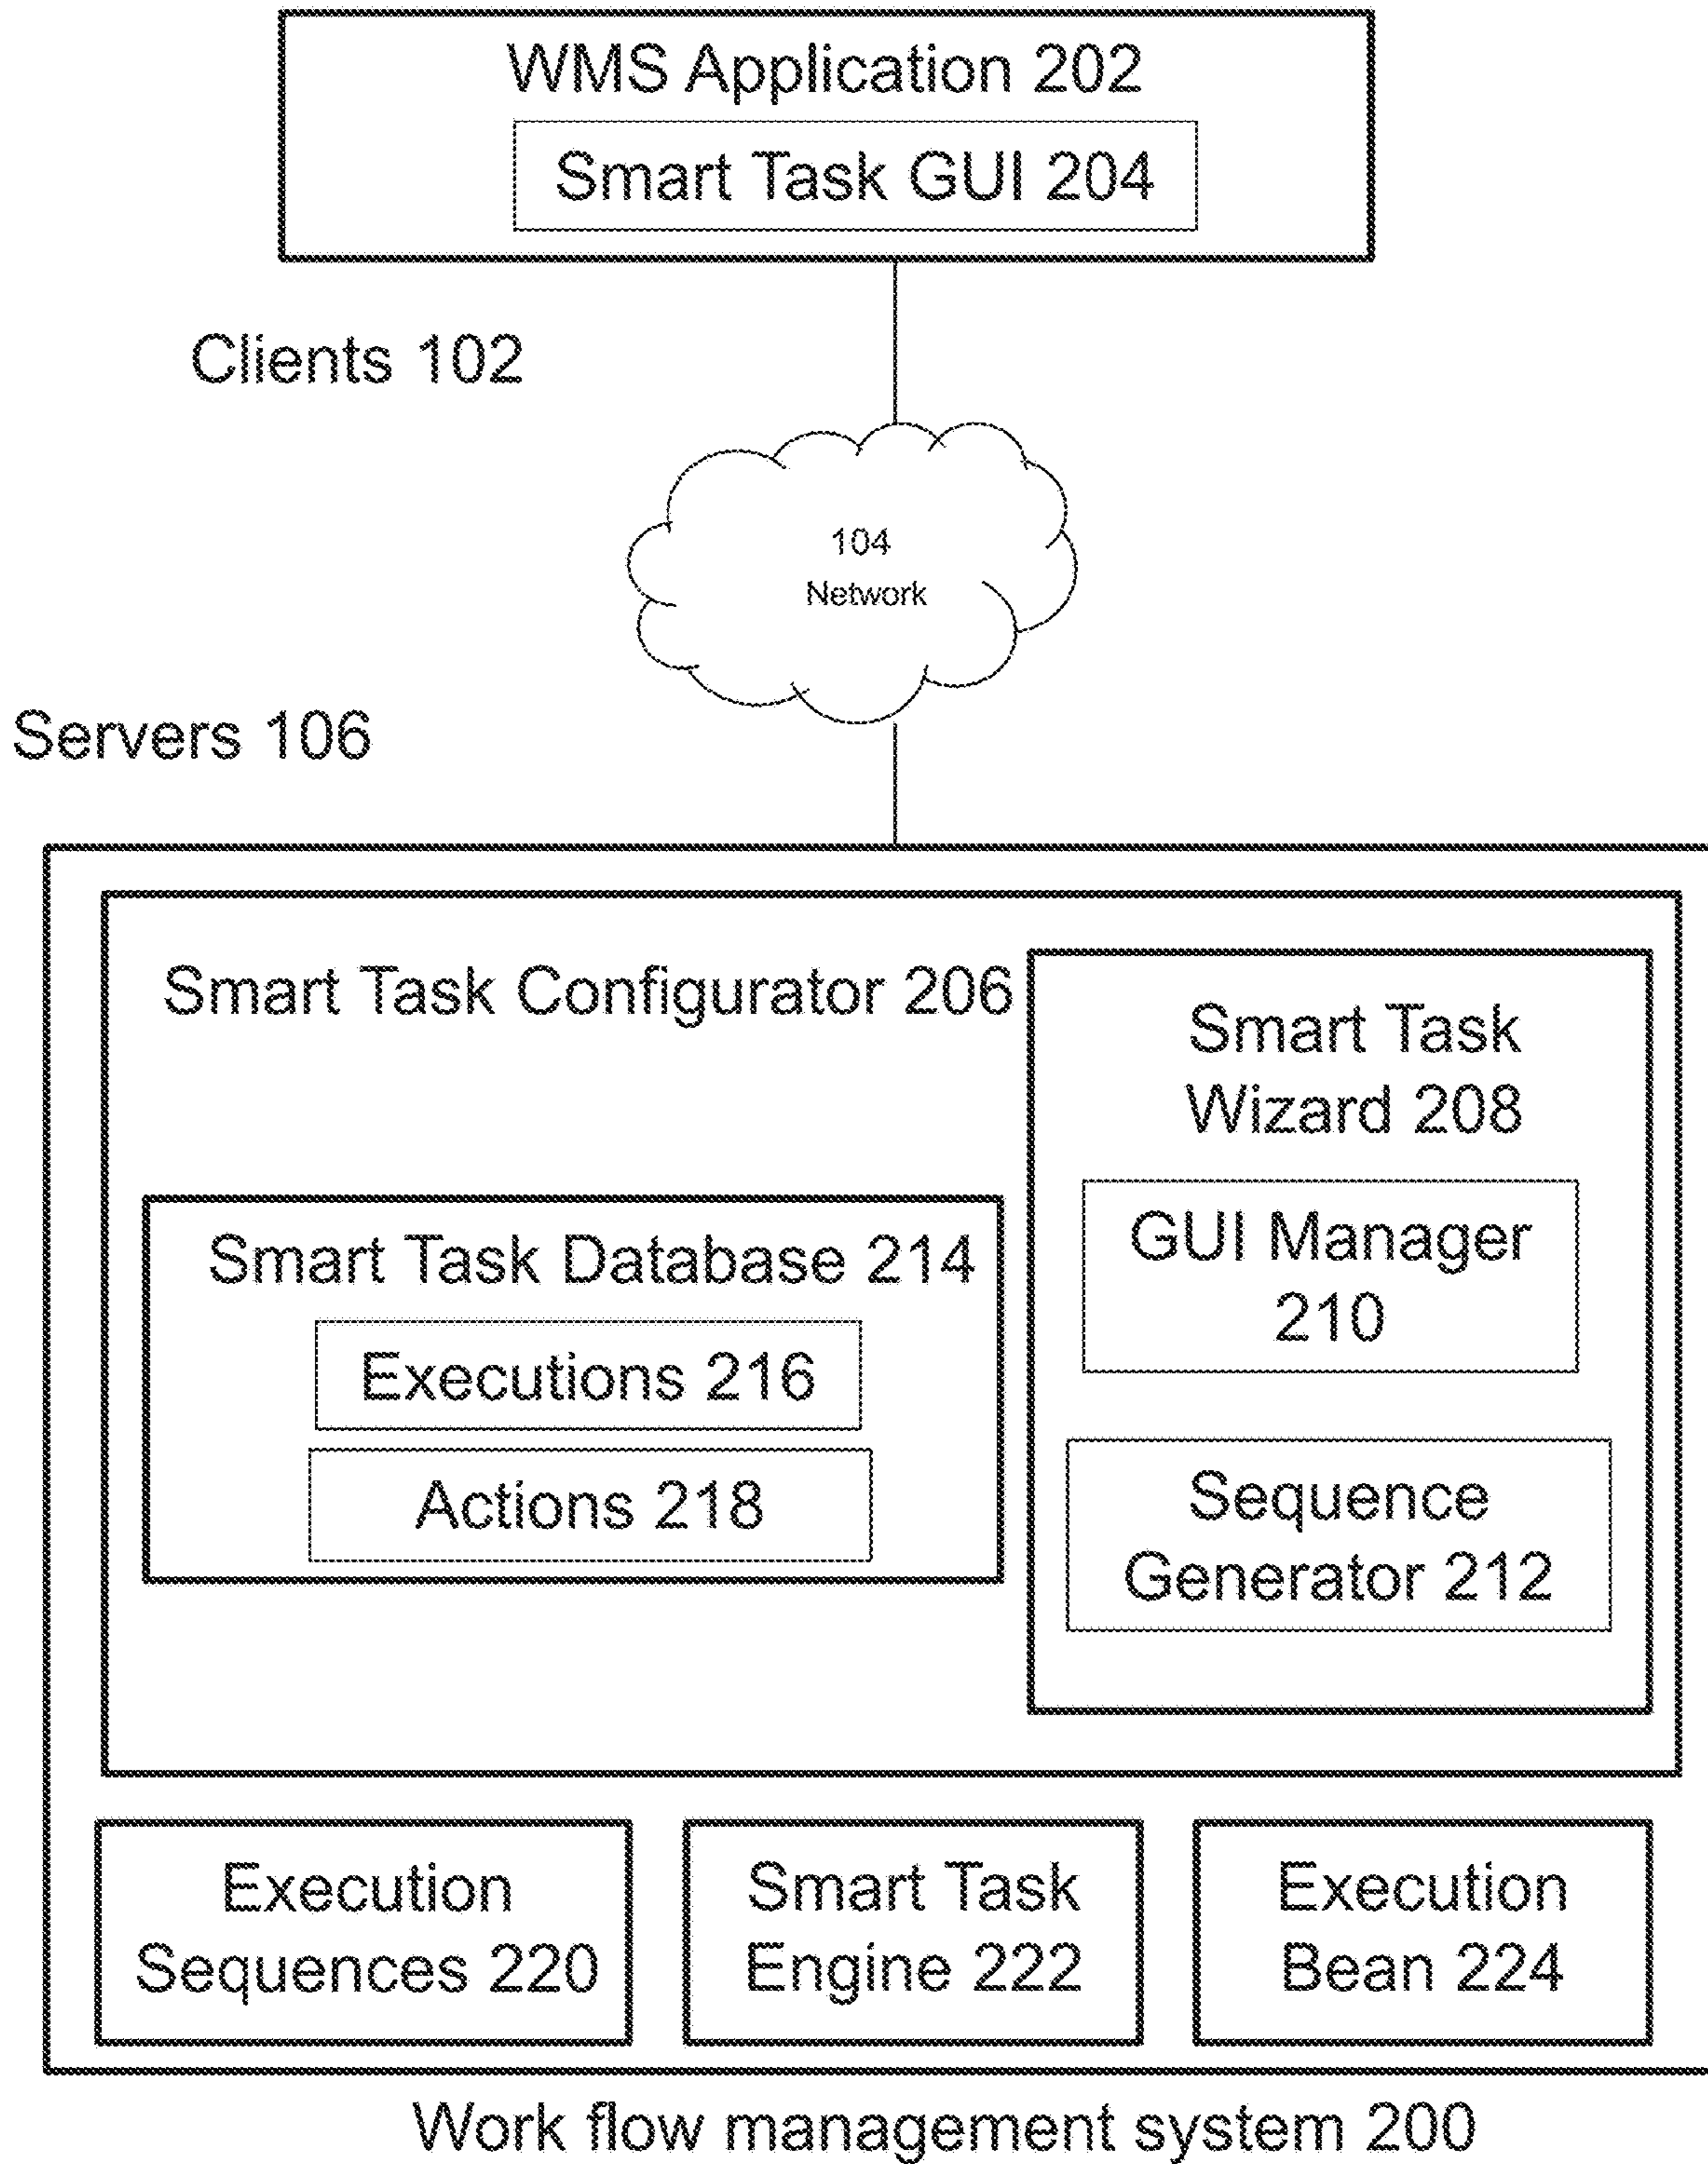 WMS Application 202
Smart Task GUI 204
Clients 102
104
Network
Servers 106
Smart Task Configurator 206
Smart Task
Wizard 208
GUI Manager
210
Sequence
Generator 212
Smart Task Database 214
Executions 216
Actions 218
Execution
Sequences 220
Smart Task
Engine 222
Execution
Bean 224
Work flow management system 200